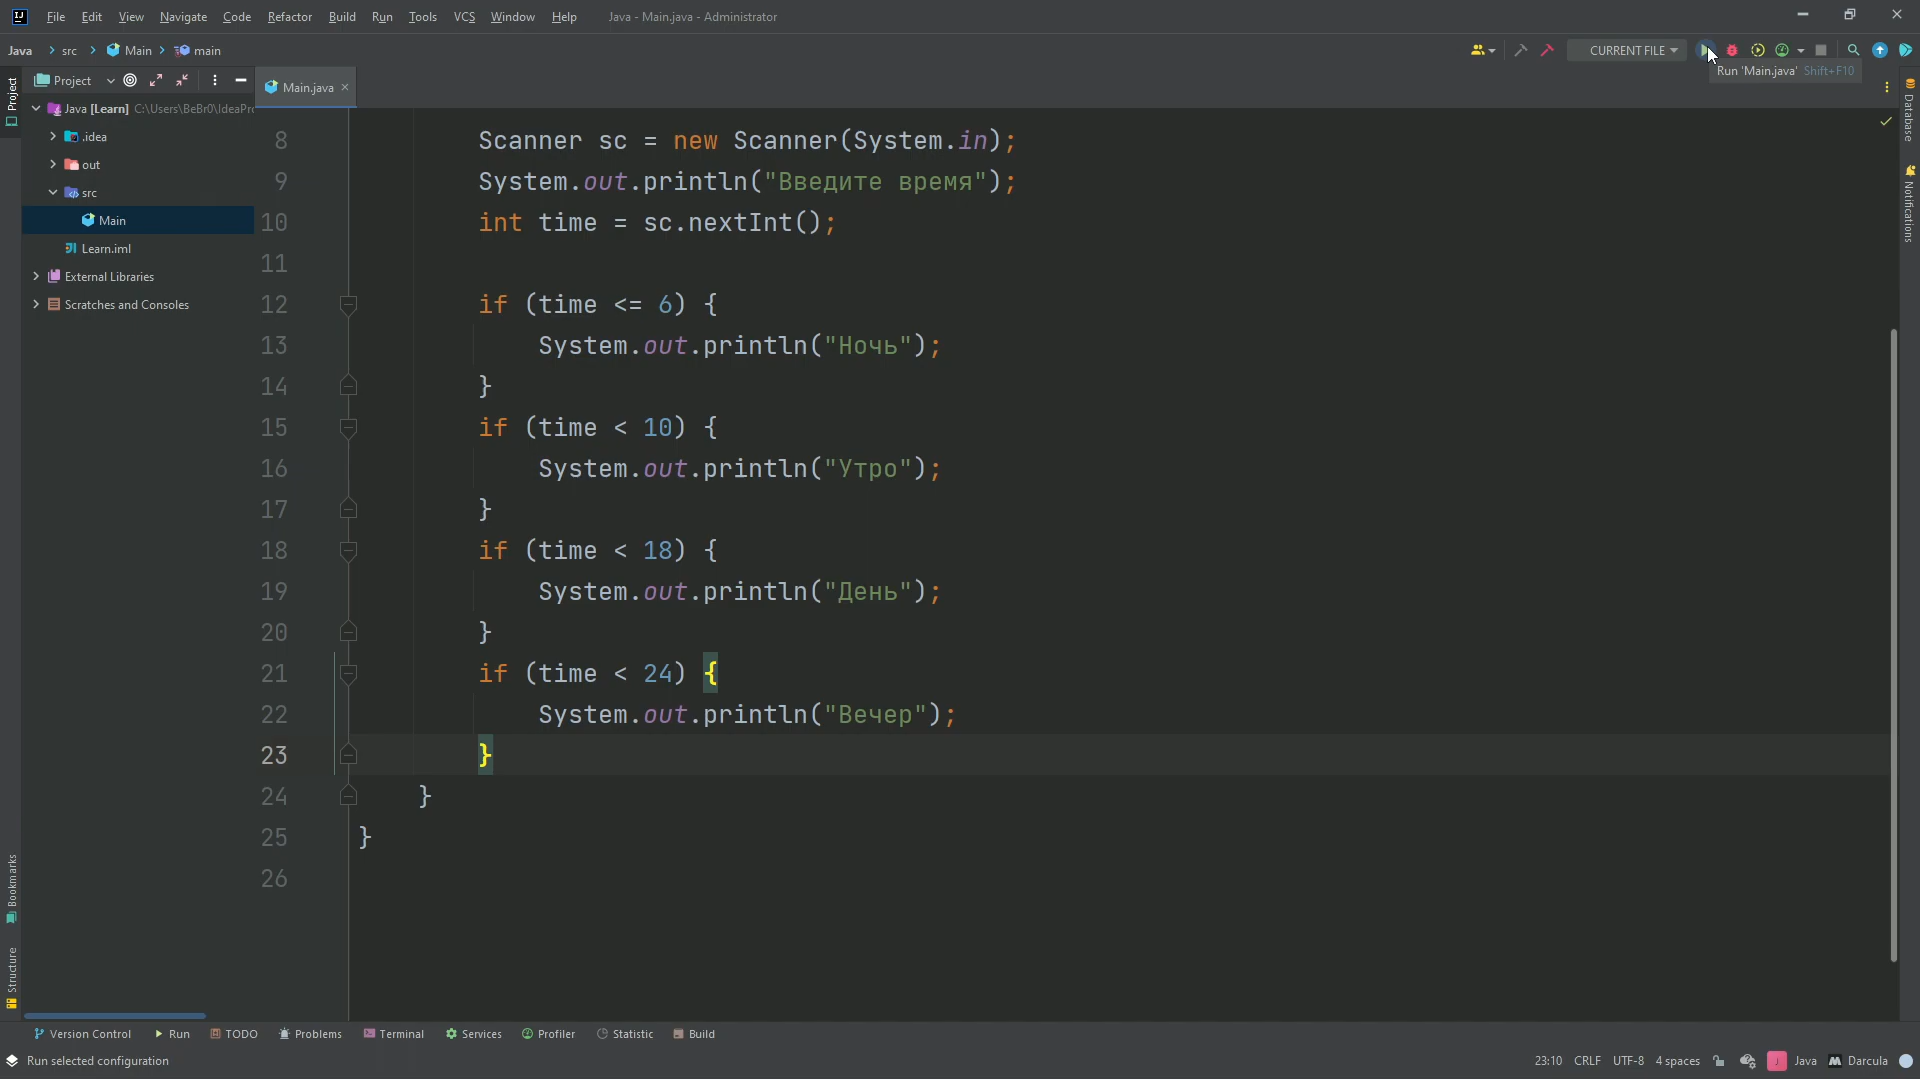 File Edit View Navigate Code Refactor Build Run Tools VCS Window Help Java - Main.java - Administrator
Java src Main main
CURRENT FILE
Run 'Main.java' Shift+F10
Project
Main.java
Java [Learn] C:\Users\BeBr0\IdeaPr
.idea
out
src
Main
Learn.iml
External Libraries
Scratches and Consoles
Project
Bookmarks
Structure
8 Scanner sc = new Scanner(System.in);
9 System.out.println("Введите время");
10 int time = sc.nextInt();
11
12 if (time <= 6) {
13 System.out.println("Ночь");
14 }
15 if (time < 10) {
16 System.out.println("Утро");
17 }
18 if (time < 18) {
19 System.out.println("День");
20 }
21 if (time < 24) {
22 System.out.println("Вечер");
23 }
24 }
25 }
26
Database
Notifications
Version Control Run TODO Problems Terminal Services Profiler Statistic Build
Run selected configuration
23:10 CRLF UTF-8 4 spaces Java Darcula